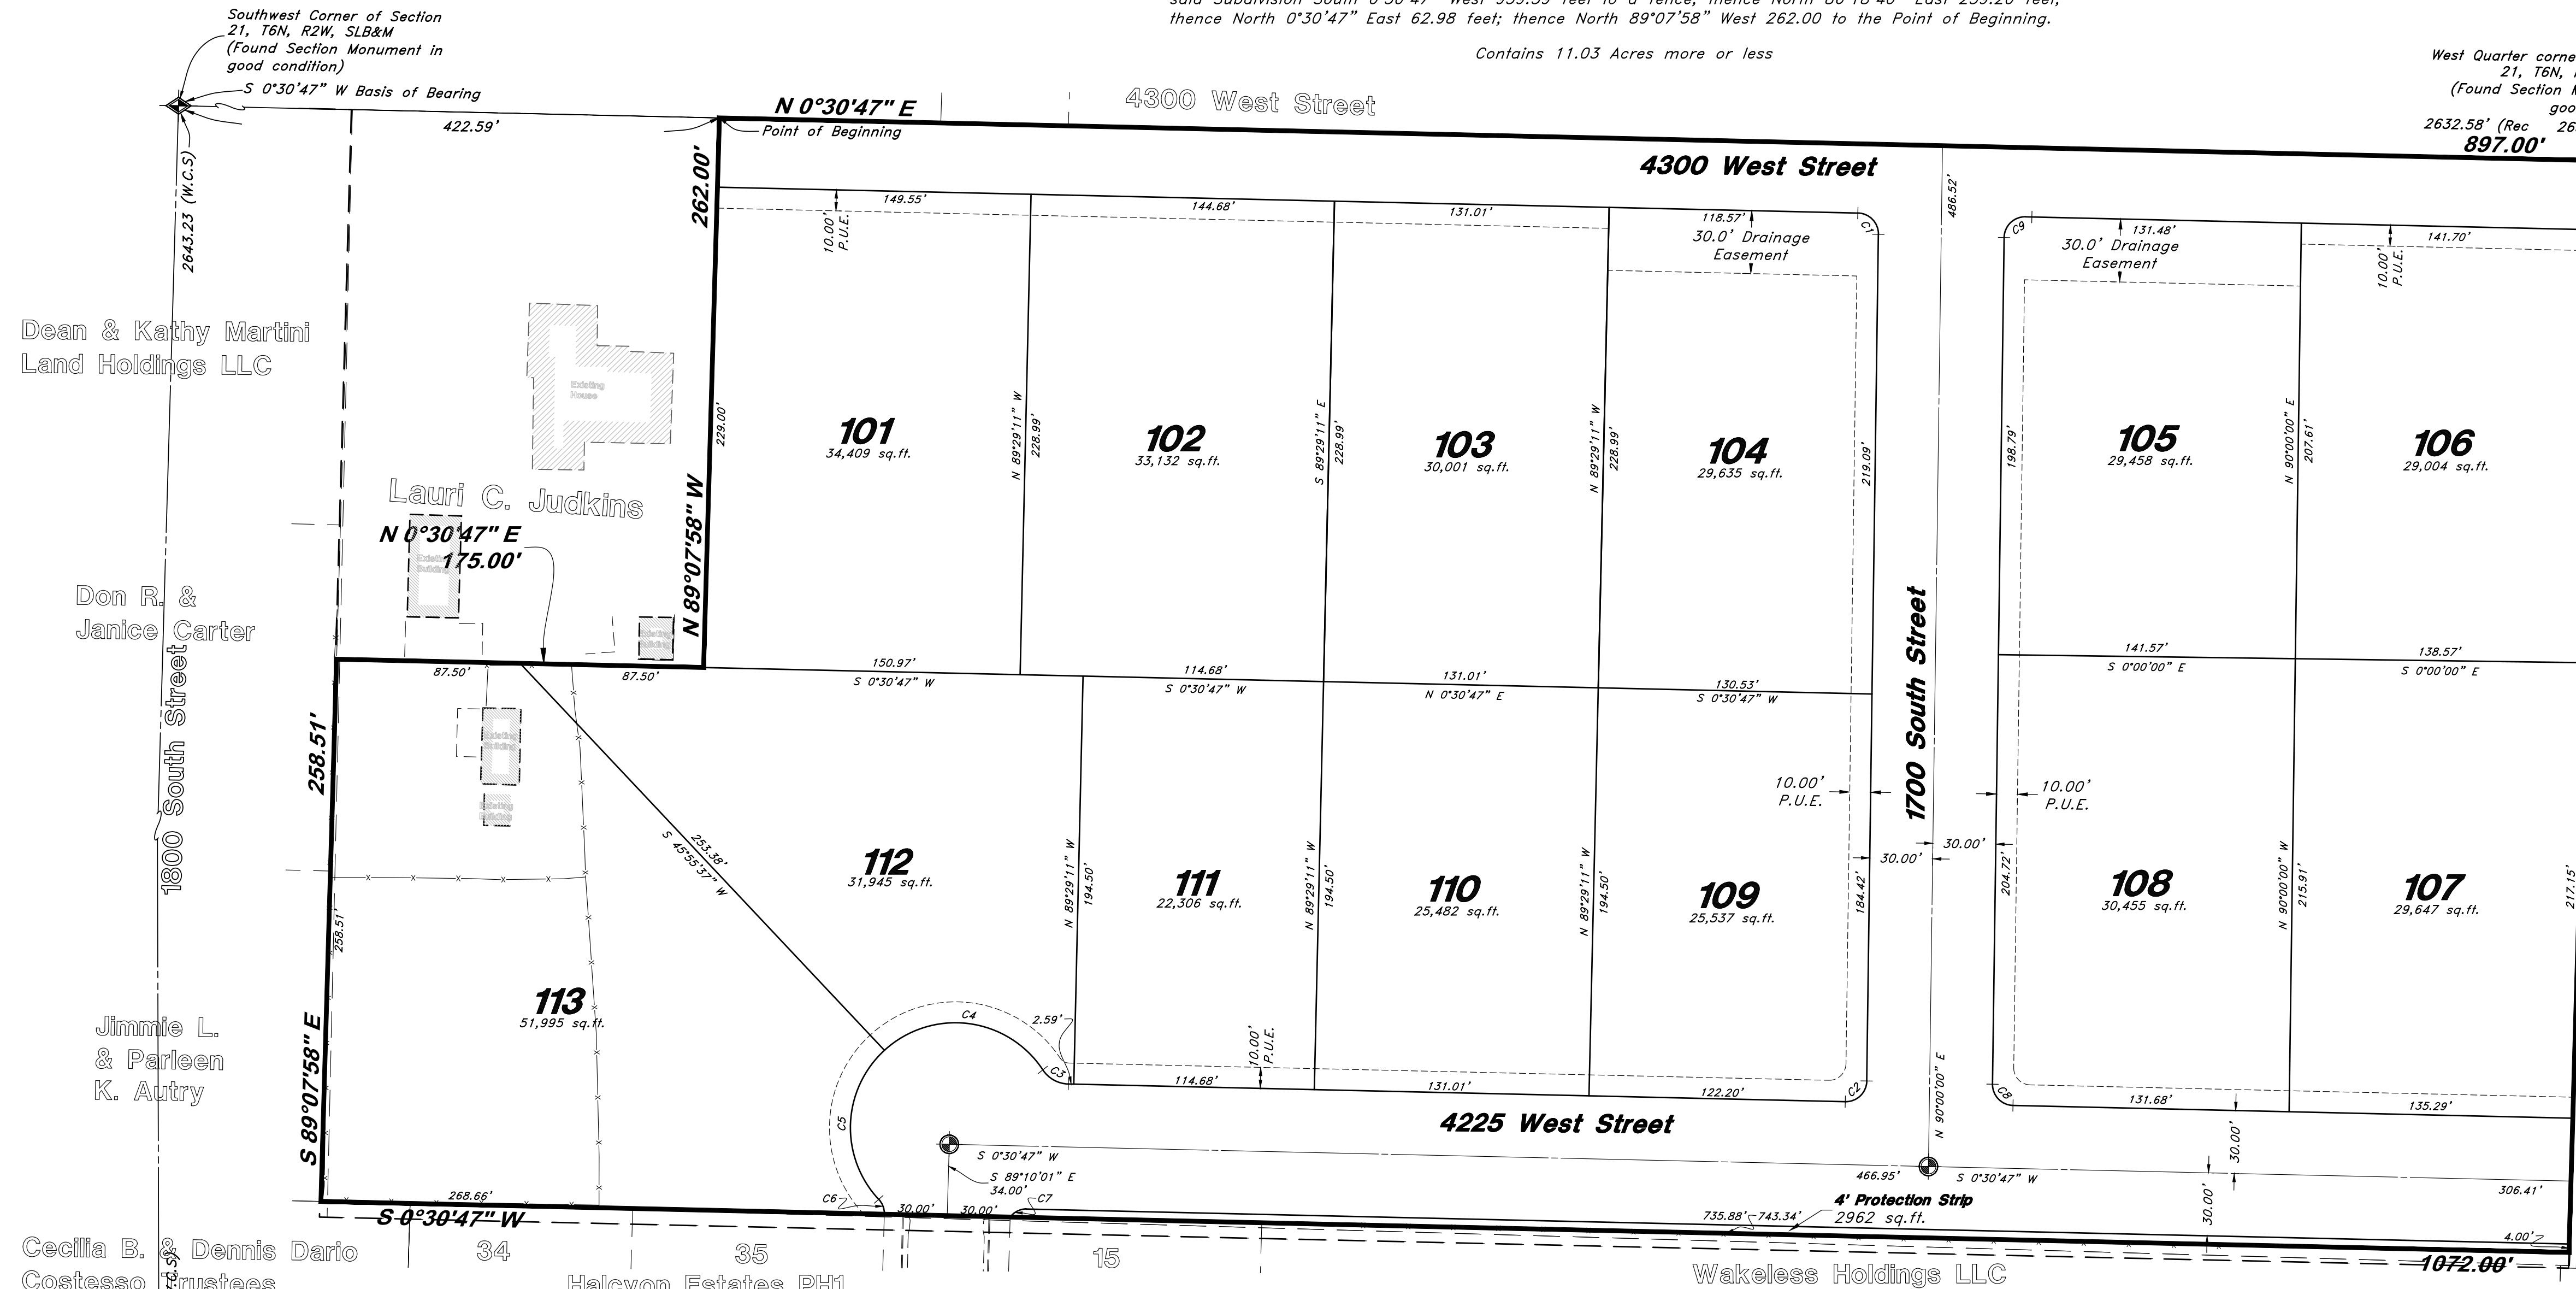 said Subdivision South 0°30'47" West 959.59 feet to a fence; thence North
thence North 0°30'47" East 62.98 feet; thence North 89°07'58" West 262.00 to the Point of Beginning.
Contains 11.03 Acres more or less
Southwest Corner of Section
21, T6N, R2W, SLB&M
(Found Section Monument in
good condition)
S 0°30'47" W Basis of Bearing
422.59'
2643.23 (W.C.S)
N 0°30'47" E
Point of Beginning
4300 West Street
West Quarter corne
21, T6N,
(Found Section M
goo
2632.58' (Rec 26
897.00'
4300 West Street
262.00'
N 89°07'58" W
149.55'
10.00'
P.U.E.
144.68'
131.01'
118.57'
30.0' Drainage
Easement
C1
486.52'
C9
131.48'
30.0' Drainage
Easement
141.70'
10.00'
P.U.E.
Dean & Kathy Martini
Land Holdings LLC
Existing
House
Lauri C. Judkins
N 0°30'47" E
175.00'
Existing
Building
Existing
Building
229.00'
101
34,409 sq.ft.
N 89°29'11" W
228.99'
102
33,132 sq.ft.
S 89°29'11" E
228.99'
103
30,001 sq.ft.
N 89°29'11" W
228.99'
104
29,635 sq.ft.
219.09'
198.79'
105
29,458 sq.ft.
N 90°00'00" E
207.61'
106
29,004 sq.ft.
Don R. &
Janice Carter
1800 South Street
1700 South Street
87.50'
87.50'
150.97'
S 0°30'47" W
114.68'
S 0°30'47" W
131.01'
N 0°30'47" E
130.53'
S 0°30'47" W
141.57'
S 0°00'00" E
138.57'
S 0°00'00" E
258.51'
S 89°07'58" E
258.51'
Existing
Building
Existing
Building
253.38'
S 45°55'37" W
10.00'
P.U.E.
10.00'
P.U.E.
30.00'
30.00'
112
31,945 sq.ft.
N 89°29'11" W
194.50'
111
22,306 sq.ft.
N 89°29'11" W
194.50'
110
25,482 sq.ft.
N 89°29'11" W
194.50'
109
25,537 sq.ft.
184.42'
204.72'
108
30,455 sq.ft.
N 90°00'00" W
215.91'
107
29,647 sq.ft.
217.15'
113
51,995 sq.ft.
Jimmie L.
& Parleen
K. Autry
C4
2.59'
C3
C5
10.00'
P.U.E.
114.68'
131.01'
122.20'
C2
C8
131.68'
135.29'
4225 West Street
N 90°00'00" E
S 0°30'47" W
S 89°10'01" E
34.00'
466.95'
S 0°30'47" W
30.00'
30.00'
306.41'
268.66'
S 0°30'47" W
C6
30.00'
30.00'
C7
4' Protection Strip
2962 sq.ft.
735.88'
743.34'
4.00'
1072.00'
Cecilia B. & Dennis Dario
Costesso Trustees
.C.S)
34
35
15
Halcyon Estates PH1
Wakeless Holdings LLC